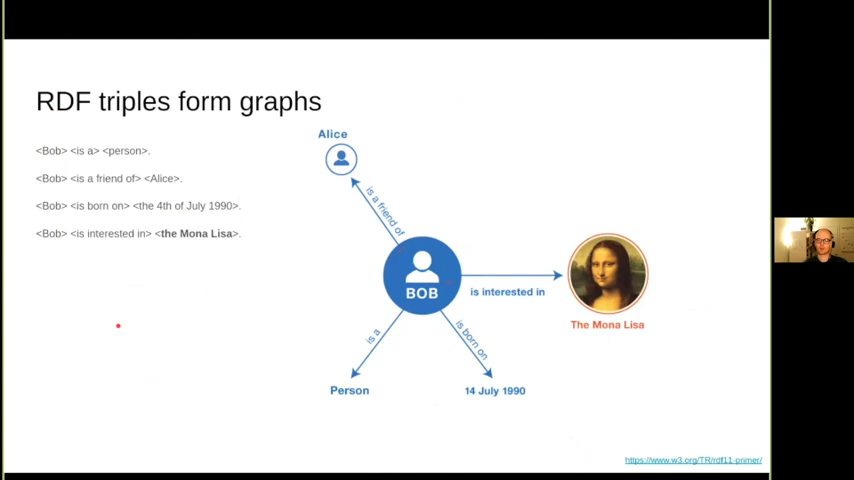 RDF triples form graphs
<Bob> <is a> <person>.
<Bob> <is a friend of> <Alice>.
<Bob> <is born on> <the 4th of July 1990>.
<Bob> <is interested in> <the Mona Lisa>.
Alice
is a friend of
BOB
is interested in
The Mona Lisa
is a
is born on
Person
14 July 1990
https://www.w3.org/TR/rdf11-primer/